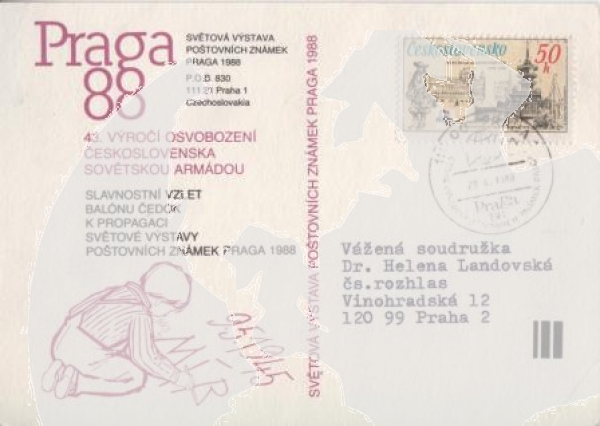 Praga
88
SVĚTOVÁ VÝSTAVA
POŠTOVNÍCH ZNÁMEK
PRAGA 1988
P.O.B. 830
111 21 Praha 1
Czechoslovakia
43. VÝROČÍ OSVOBOZENÍ
ČESKOSLOVENSKA
SOVĚTSKOU ARMÁDOU
SLAVNOSTNÍ VZLET
BALÓNU ČEDOK
K PROPAGACI
SVĚTOVÉ VÝSTAVY
POŠTOVNÍCH ZNÁMEK PRAGA 1988
MÍR
SVĚTOVÁ VÝSTAVA POŠTOVNÍCH ZNÁMEK PRAGA 1988
Československo
50
h
Vážená soudružka
Dr. Helena Landovská
čs.rozhlas
Vinohradská 12
120 99 Praha 2